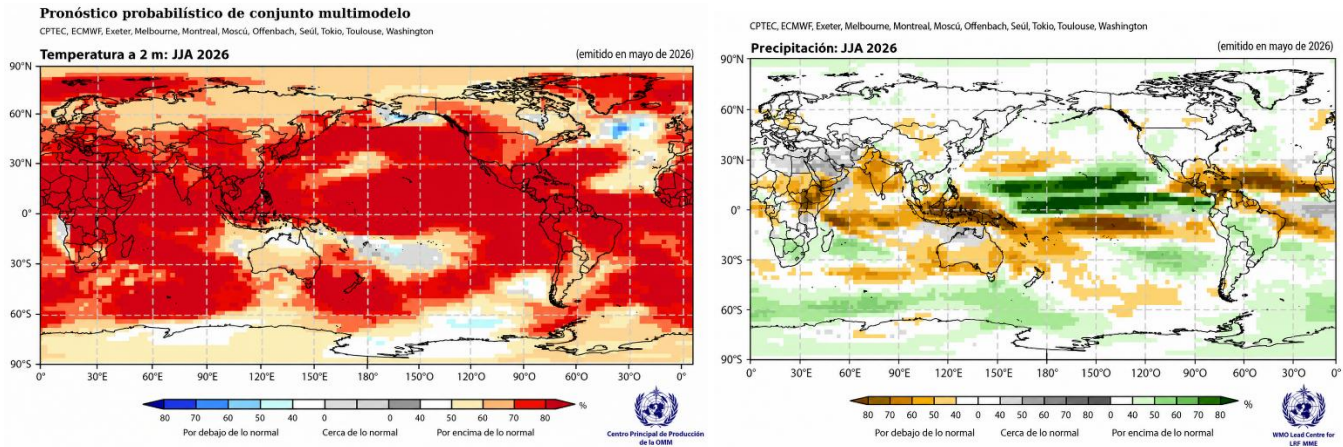 Pronóstico probabilístico de conjunto multimodelo
CPTEC, ECMWF, Exeter, Melbourne, Montreal, Moscú, Offenbach, Seúl, Tokio, Toulouse, Washington
Temperatura a 2 m: JJA 2026
(emitido en mayo de 2026)
90°N
60°N
30°N
0°
30°S
60°S
90°S
0° 30°E 60°E 90°E 120°E 150°E 180° 150°O 120°O 90°O 60°O 30°O 0°
80 70 60 50 40 0 40 50 60 70 80 0 40 50 60 70 80 %
Por debajo de lo normal Cerca de lo normal Por encima de lo normal
Centro Principal de Producción
de la OMM
CPTEC, ECMWF, Exeter, Melbourne, Montreal, Moscú, Offenbach, Seúl, Tokio, Toulouse, Washington
Precipitación: JJA 2026
(emitido en mayo de 2026)
90°N
60°N
30°N
0°
30°S
60°S
90°S
0° 30°E 60°E 90°E 120°E 150°E 180° 150°O 120°O 90°O 60°O 30°O 0°
80 70 60 50 40 0 40 50 60 70 80 0 40 50 60 70 80 %
Por debajo de lo normal Cerca de lo normal Por encima de lo normal
WMO Lead Centre for
LRF MME